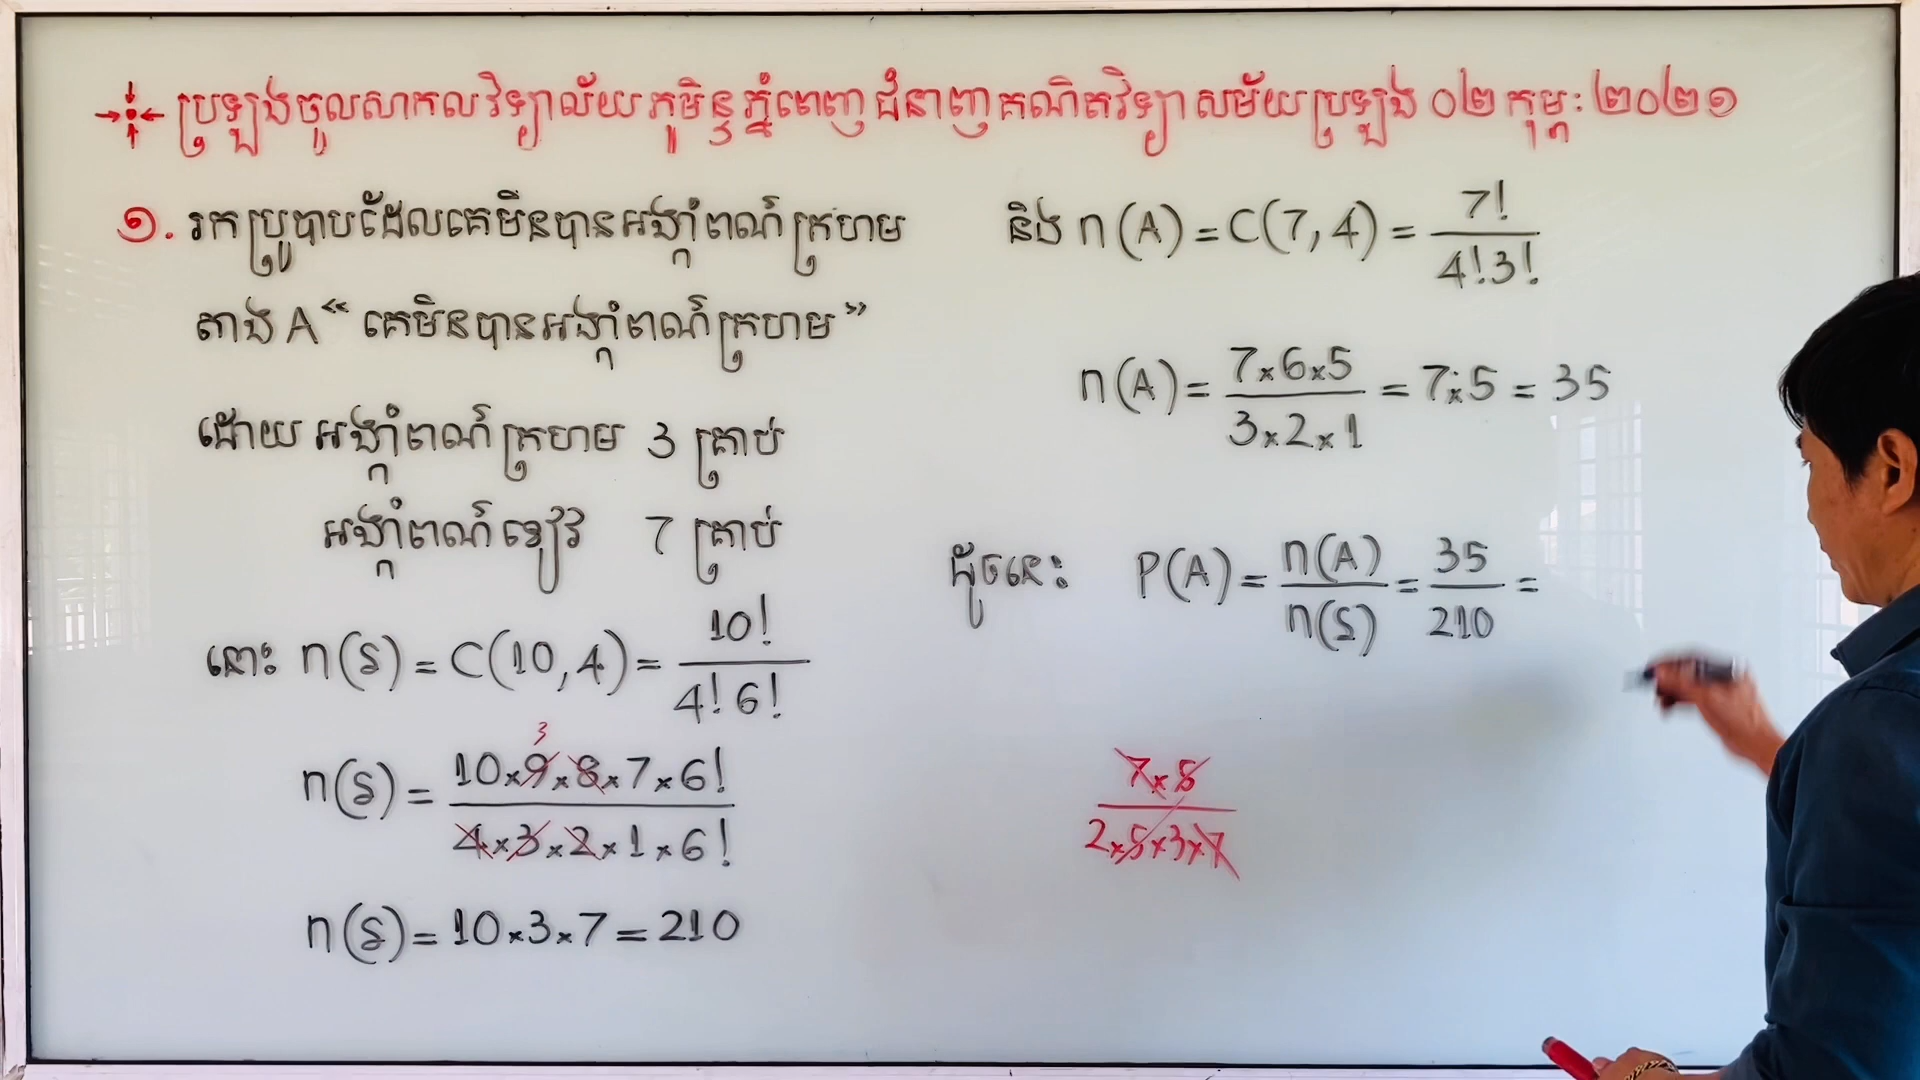 ប្រឡងចូលសាកលវិទ្យាល័យភូមិន្ទភ្នំពេញ ជំនាញគណិតវិទ្យា សម័យប្រឡង ០២ កុម្ភៈ ២០២១
១. រកប្រូបាបដែលគេមិនបានអង្កាំពណ៌ក្រហម
តាង A “ គេមិនបានអង្កាំពណ៌ក្រហម ”
ដោយ អង្កាំពណ៌ក្រហម 3 គ្រាប់
អង្កាំពណ៌ខៀវ 7 គ្រាប់
នោះ n(S) = C(10,4) = 10! / 4! 6!
3
n(S) = 10×9×8×7×6! / 4×3×2×1×6!
n(S) = 10×3×7 = 210
និង n(A) = C(7,4) = 7! / 4!3!
n(A) = 7×6×5 / 3×2×1 = 7×5 = 35
ដូចនេះ P(A) = n(A) / n(S) = 35 / 210 =
7×5 / 2×5×3×7